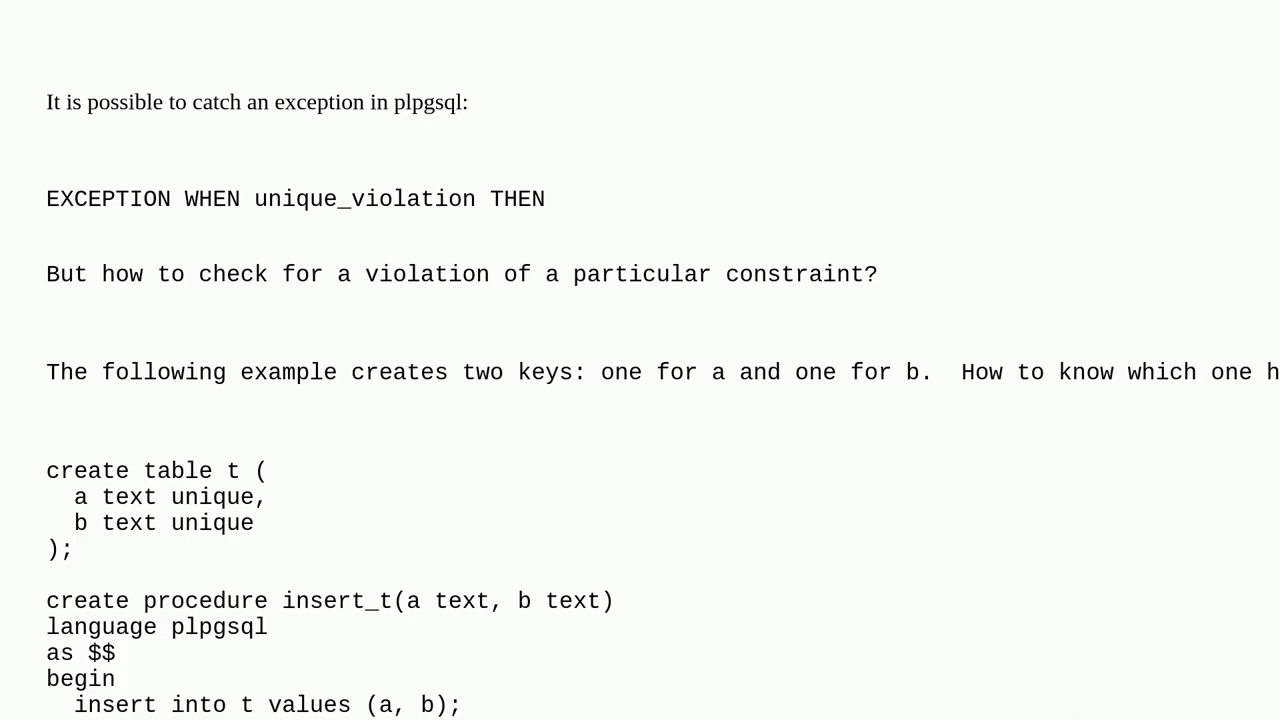 It is possible to catch an exception in plpgsql:
EXCEPTION WHEN unique_violation THEN
But how to check for a violation of a particular constraint?
The following example creates two keys: one for a and one for b.  How to know which one h
create table t (
  a text unique,
  b text unique
);
create procedure insert_t(a text, b text)
language plpgsql
as $$
begin
  insert into t values (a, b);